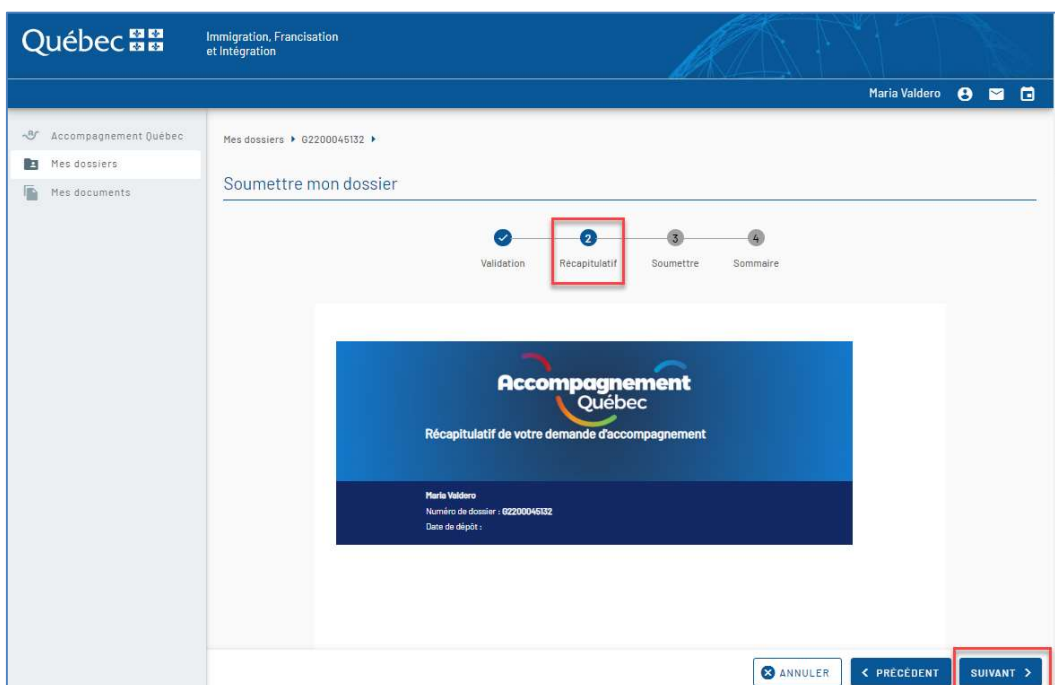 Québec
Immigration, Francisation
et Intégration
Maria Valdero
Accompagnement Québec
Mes dossiers
Mes documents
Mes dossiers G2200045132
Soumettre mon dossier
2 3 4
Validation Récapitulatif Soumettre Sommaire
Accompagnement
Québec
Récapitulatif de votre demande d'accompagnement
Maria Valdero
Numéro de dossier : G2200045132
Date de dépôt :
ANNULER PRÉCÉDENT SUIVANT